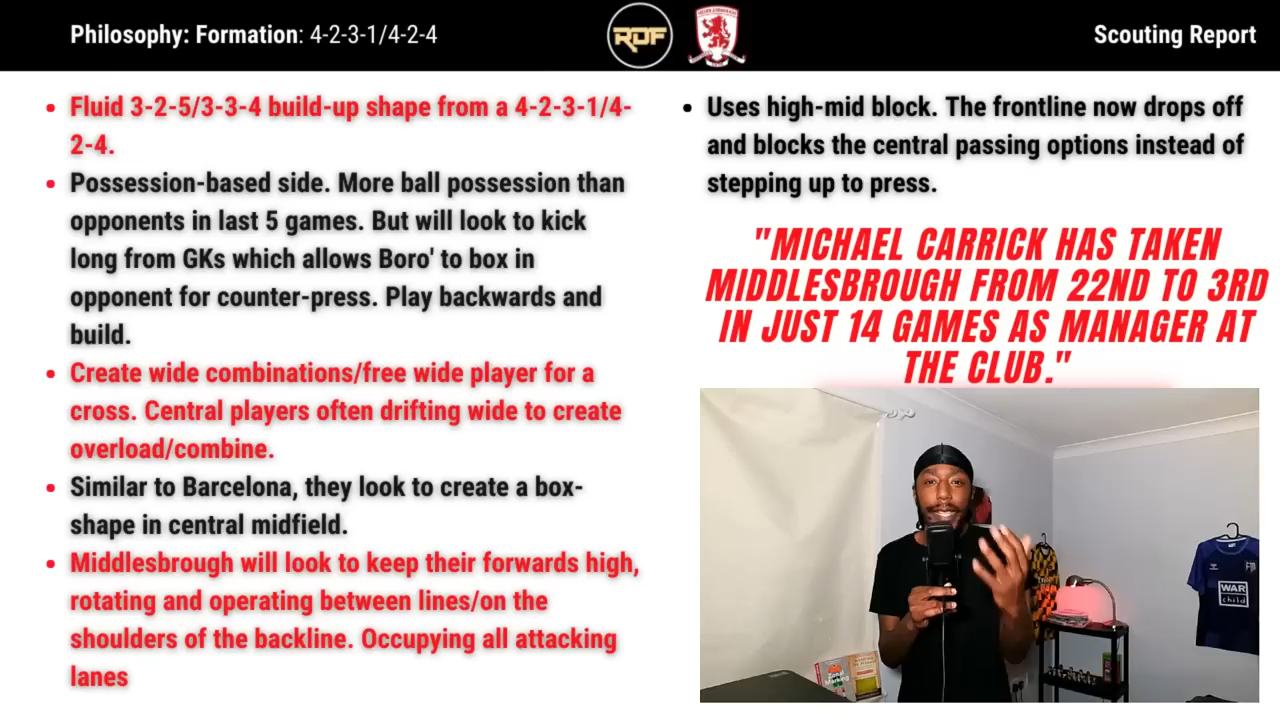 Philosophy: Formation: 4-2-3-1/4-2-4
RDF
Scouting Report
Fluid 3-2-5/3-3-4 build-up shape from a 4-2-3-1/4-
2-4.
Possession-based side. More ball possession than
opponents in last 5 games. But will look to kick
long from GKs which allows Boro' to box in
opponent for counter-press. Play backwards and
build.
Create wide combinations/free wide player for a
cross. Central players often drifting wide to create
overload/combine.
Similar to Barcelona, they look to create a box-
shape in central midfield.
Middlesbrough will look to keep their forwards high,
rotating and operating between lines/on the
shoulders of the backline. Occupying all attacking
lanes
Uses high-mid block. The frontline now drops off
and blocks the central passing options instead of
stepping up to press.
"MICHAEL CARRICK HAS TAKEN
MIDDLESBROUGH FROM 22ND TO 3RD
IN JUST 14 GAMES AS MANAGER AT
THE CLUB."
WAR
child
Zonal
Marking